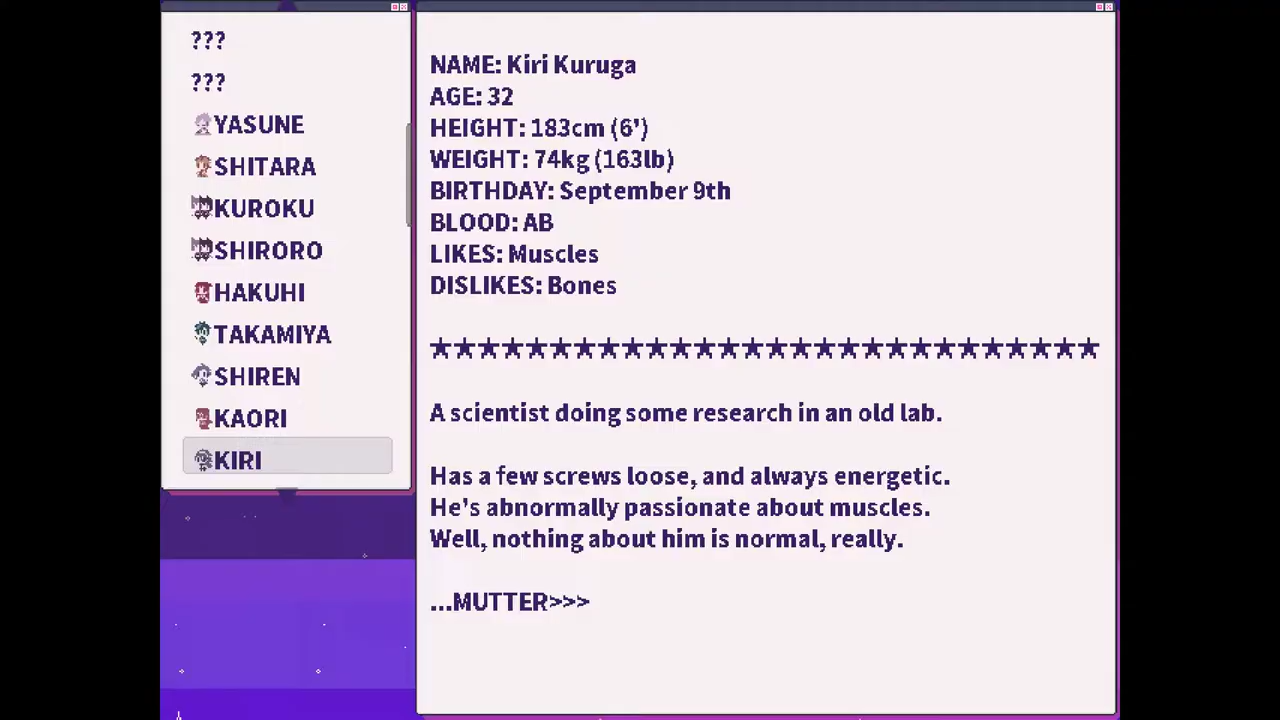 ???
???
YASUNE
SHITARA
KUROKU
SHIRORO
HAKUHI
TAKAMIYA
SHIREN
KAORI
KIRI
NAME: Kiri Kuruga
AGE: 32
HEIGHT: 183cm (6')
WEIGHT: 74kg (163lb)
BIRTHDAY: September 9th
BLOOD: AB
LIKES: Muscles
DISLIKES: Bones
★★★★★★★★★★★★★★★★★★★★★★★★★★★★
A scientist doing some research in an old lab.
Has a few screws loose, and always energetic.
He's abnormally passionate about muscles.
Well, nothing about him is normal, really.
...MUTTER>>>